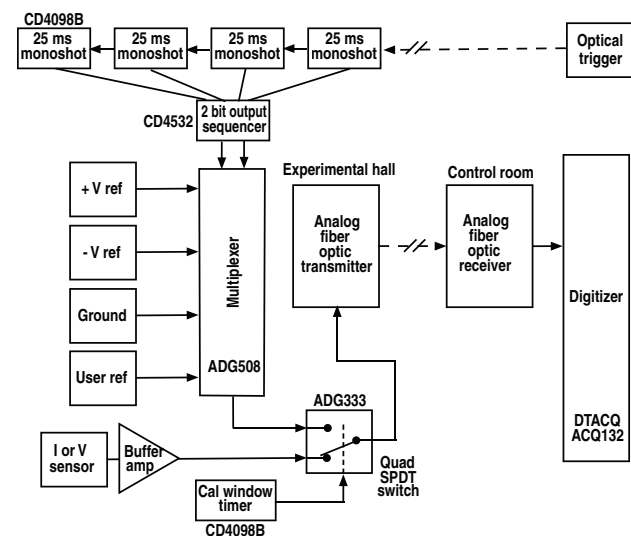 CD4098B
25 ms
monoshot
25 ms
monoshot
25 ms
monoshot
25 ms
monoshot
Optical
trigger
CD4532
2 bit output
sequencer
+ V ref
- V ref
Ground
User ref
Multiplexer
ADG508
Experimental hall
Analog
fiber
optic
transmitter
Control room
Analog
fiber
optic
receiver
Digitizer
DTACQ
ACQ132
ADG333
I or V
sensor
Buffer
amp
Quad
SPDT
switch
Cal window
timer
CD4098B